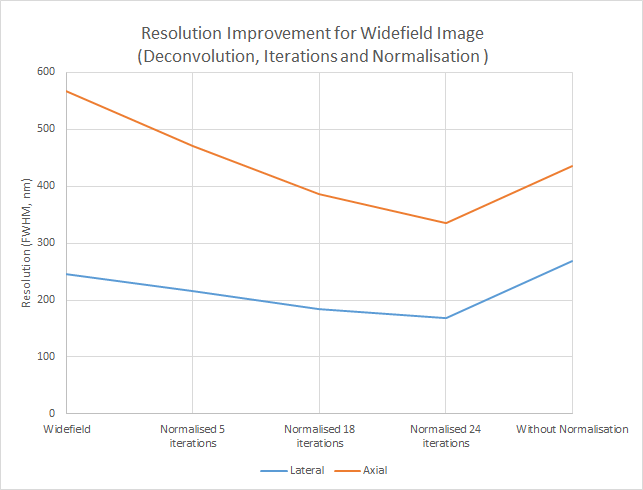 Resolution Improvement for Widefield Image
(Deconvolution, Iterations and Normalisation )
600
500
400
300
200
100
0
Resolution (FWHM, nm)
Widefield
Normalised 5
iterations
Normalised 18
iterations
Normalised 24
iterations
Without Normalisation
Lateral
Axial